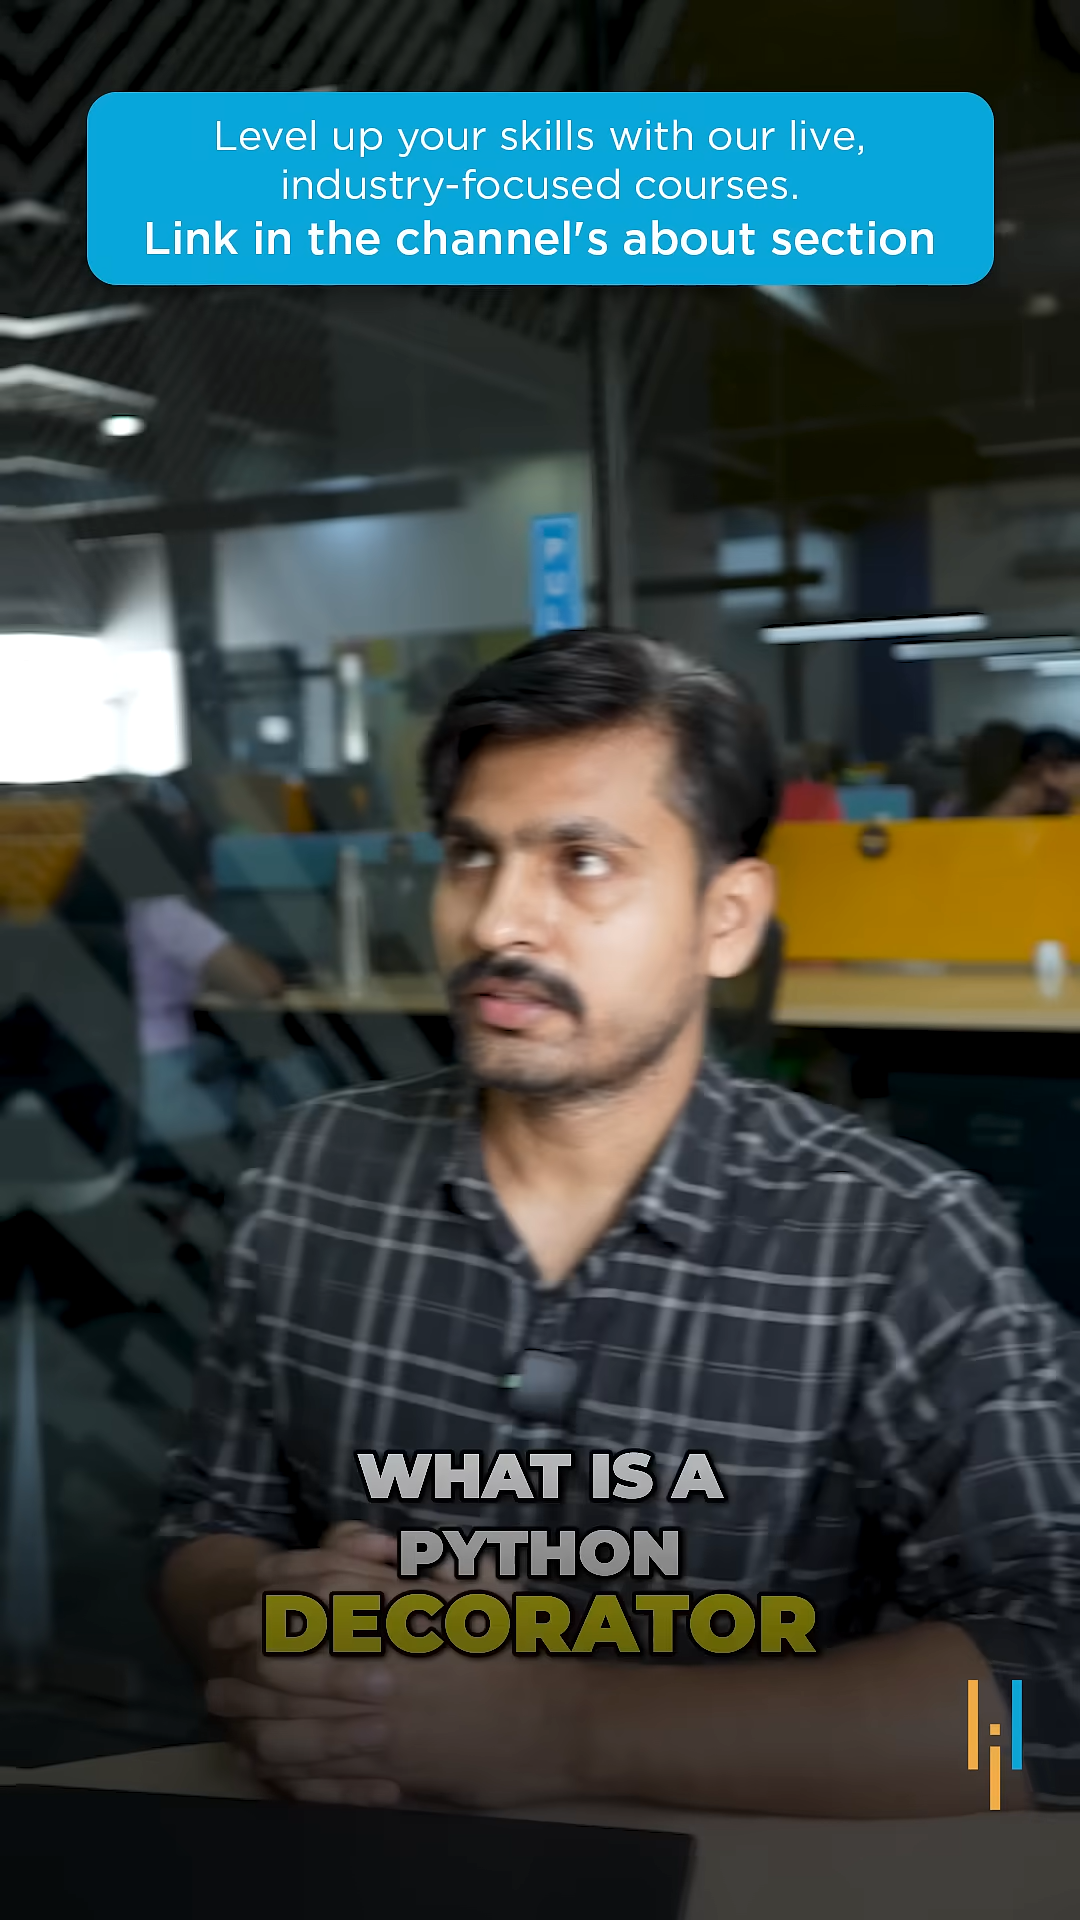 Level up your skills with our live,
industry-focused courses.
Link in the channel's about section
WHAT IS A
PYTHON
DECORATOR